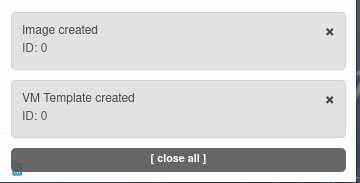 Image created
ID: 0
VM Template created
ID: 0
[ close all ]